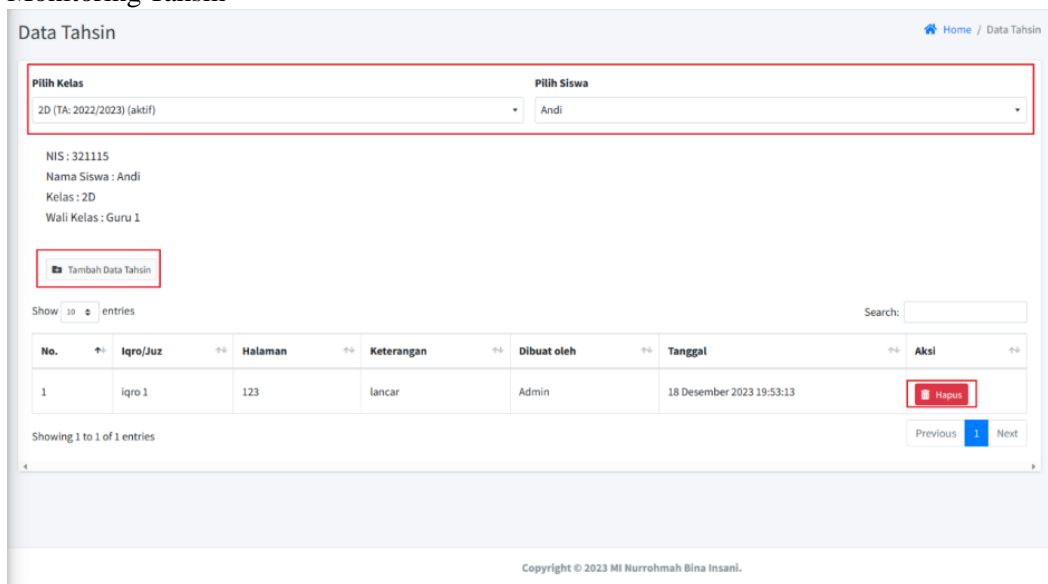 Monitoring Tahsin
Data Tahsin
Home / Data Tahsin
Pilih Kelas
Pilih Siswa
2D (TA: 2022/2023) (aktif)
Andi
NIS : 321115
Nama Siswa : Andi
Kelas : 2D
Wali Kelas : Guru 1
Tambah Data Tahsin
Show 10 entries
Search:
No. Iqro/Juz Halaman Keterangan Dibuat oleh Tanggal Aksi
1 iqro 1 123 lancar Admin 18 Desember 2023 19:53:13 Hapus
Showing 1 to 1 of 1 entries
Previous 1 Next
Copyright © 2023 MI Nurrohmah Bina Insani.